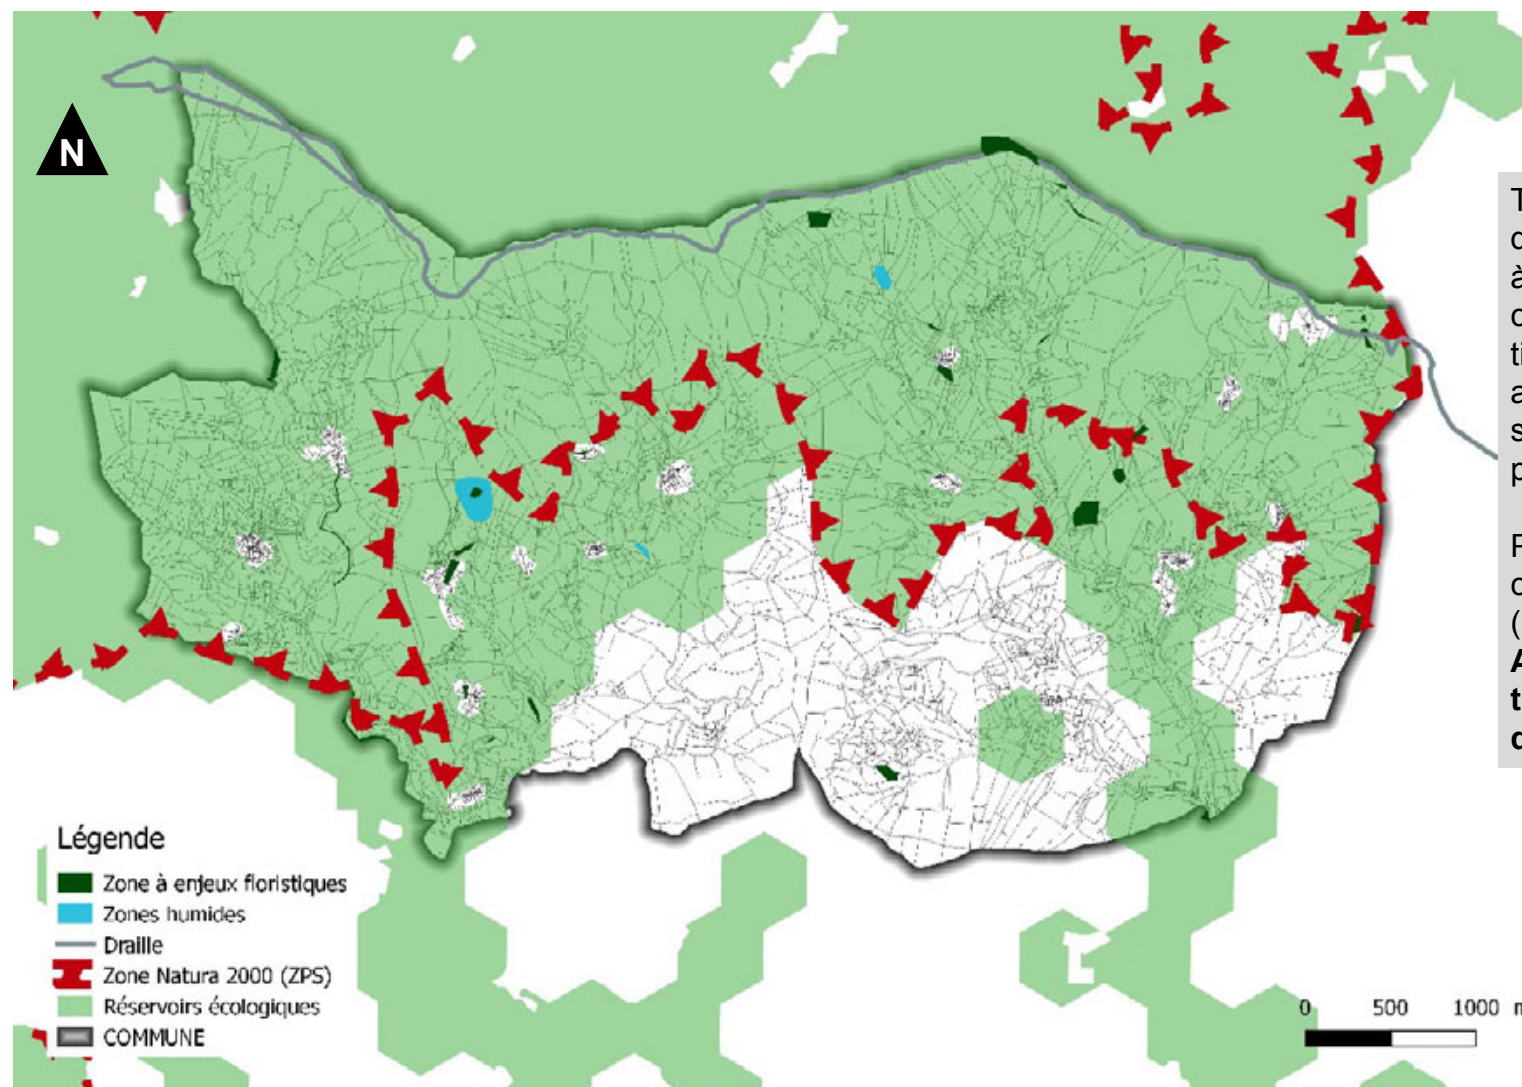 N
Légende
Zone à enjeux floristiques
Zones humides
Draille
Zone Natura 2000 (ZPS)
Réservoirs écologiques
COMMUNE
0 500 1000